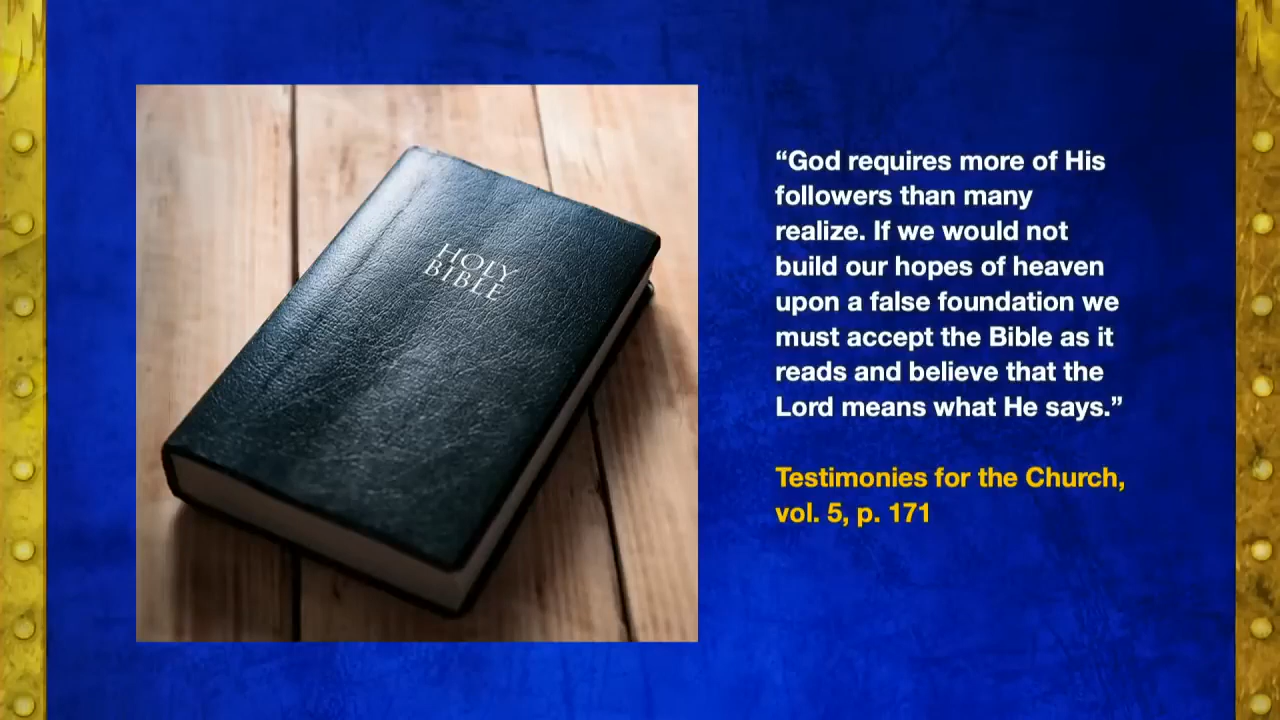 HOLY
BIBLE
“God requires more of His
followers than many
realize. If we would not
build our hopes of heaven
upon a false foundation we
must accept the Bible as it
reads and believe that the
Lord means what He says.”
Testimonies for the Church,
vol. 5, p. 171